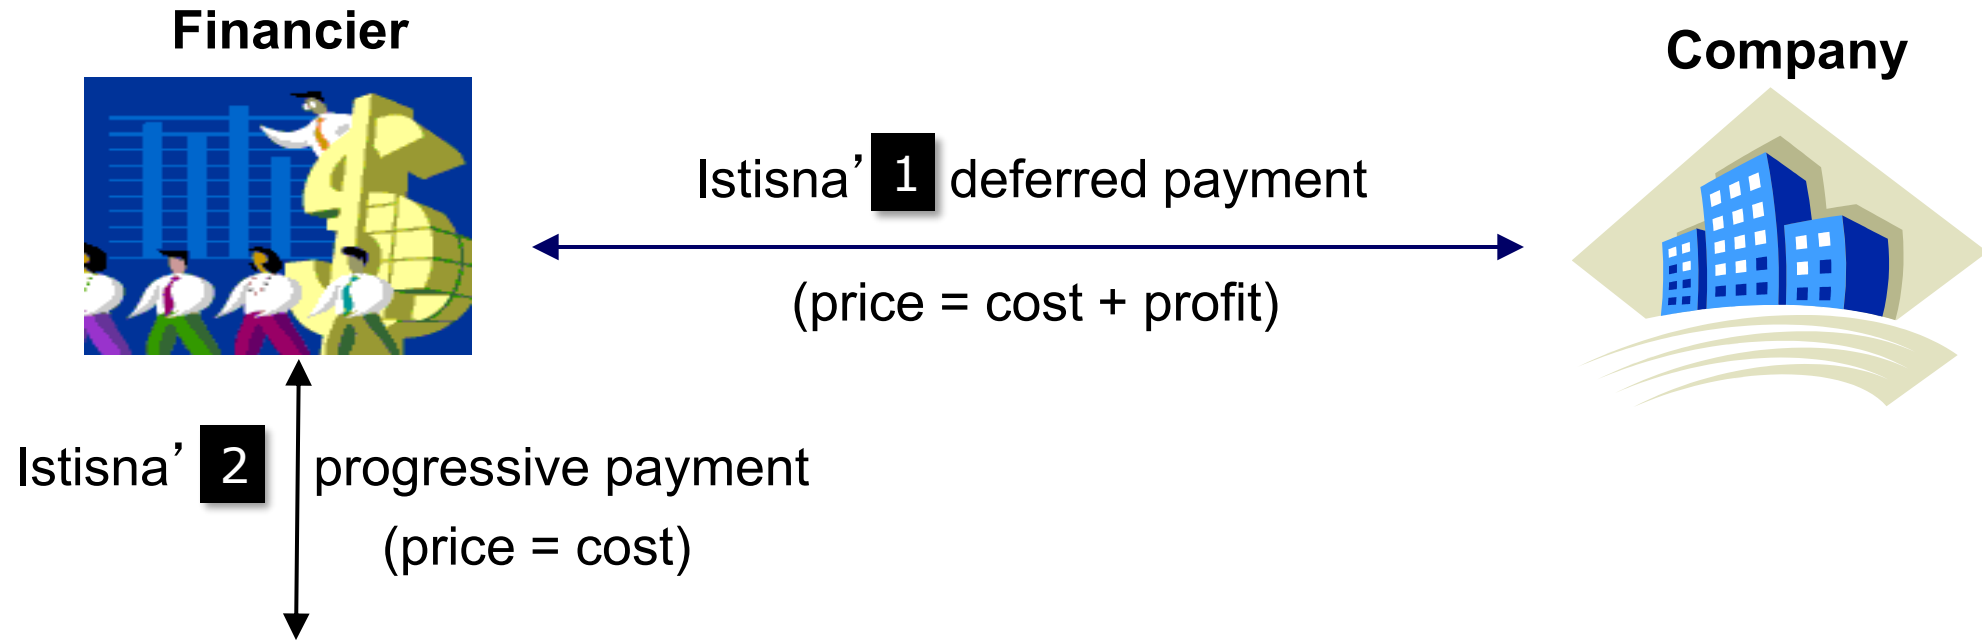 Financier
Company
Istisna’ 1 deferred payment
(price = cost + profit)
Istisna’ 2 progressive payment
(price = cost)